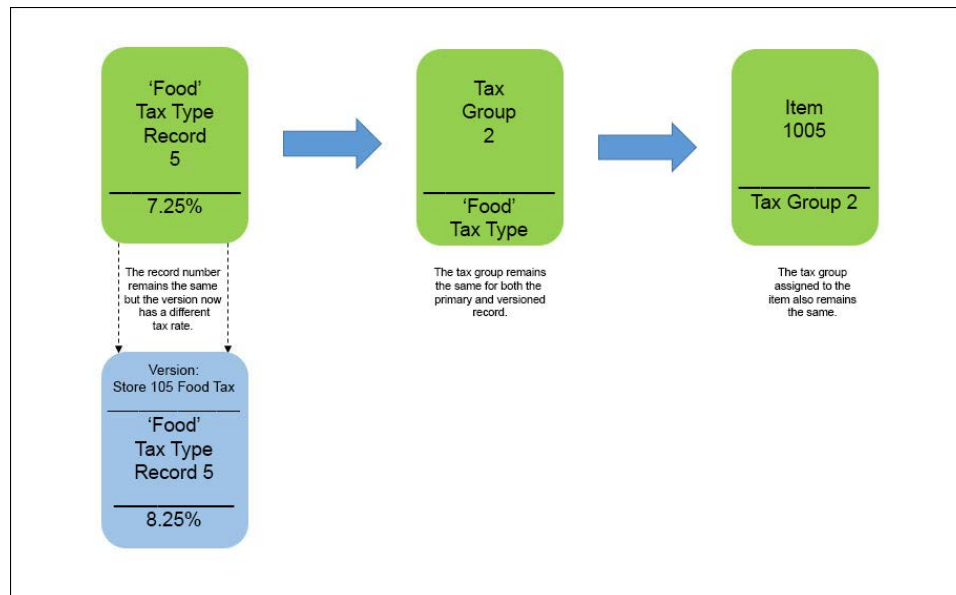 ‘Food’
Tax Type
Record
5
7.25%
Tax
Group
2
‘Food’
Tax Type
Item
1005
Tax Group 2
The record number
remains the same
but the version now
has a different
tax rate.
The tax group remains
the same for both the
primary and versioned
record.
The tax group
assigned to the
item also remains
the same.
Version:
Store 105 Food Tax
‘Food’
Tax Type
Record 5
8.25%